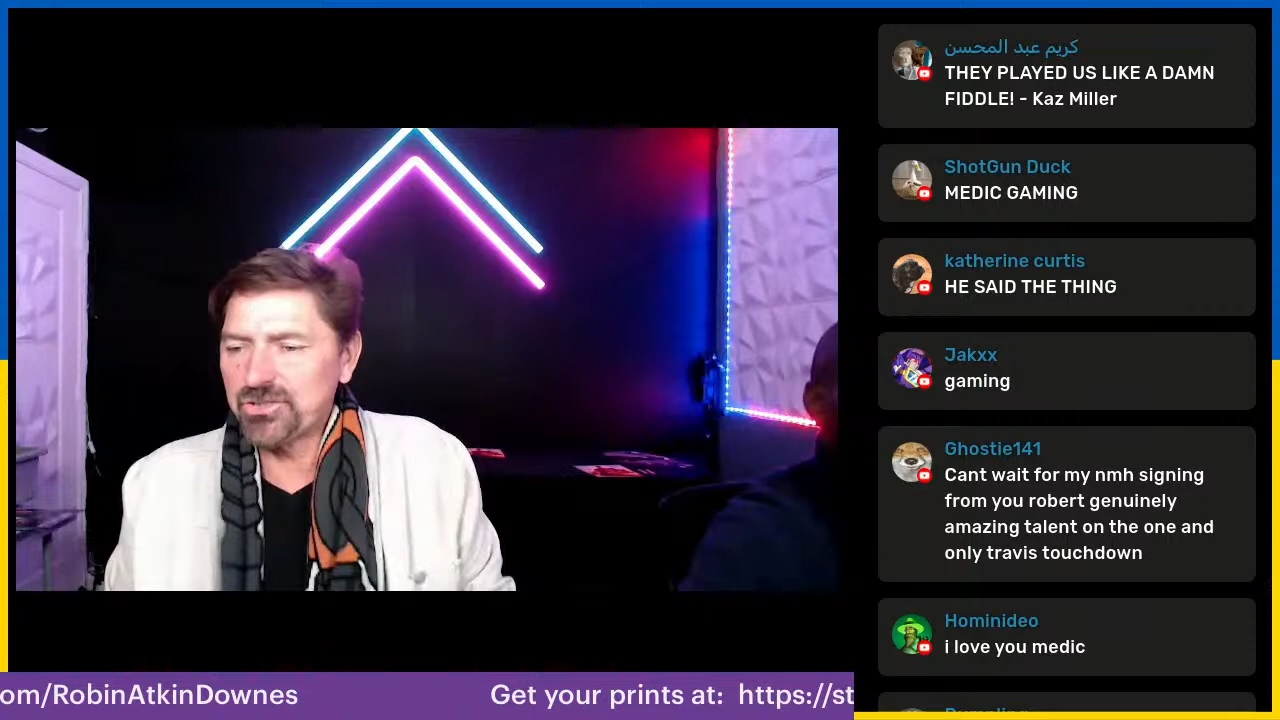 كريم عبد المحسن
THEY PLAYED US LIKE A DAMN
FIDDLE! - Kaz Miller
ShotGun Duck
MEDIC GAMING
katherine curtis
HE SAID THE THING
Jakxx
gaming
Ghostie141
Cant wait for my nmh signing
from you robert genuinely
amazing talent on the one and
only travis touchdown
Hominideo
i love you medic
om/RobinAtkinDownes Get your prints at: https://st